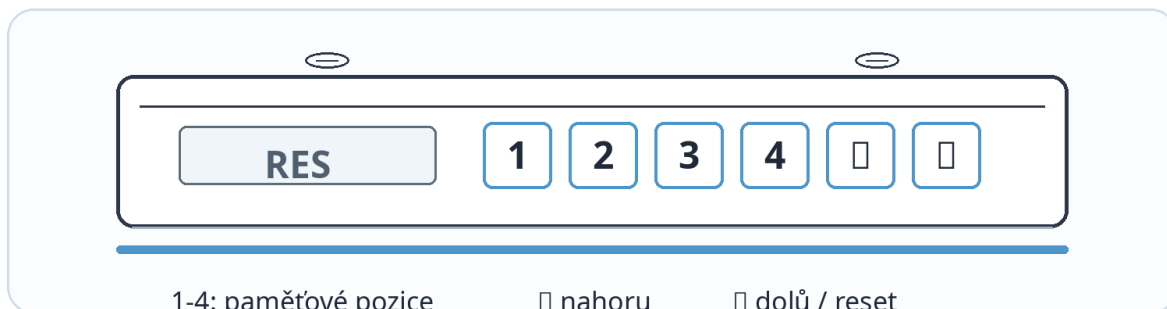 RES 1 2 3 4 ▯ ▯
1-4: paměťové pozice ▯ nahoru ▯ dolů / reset